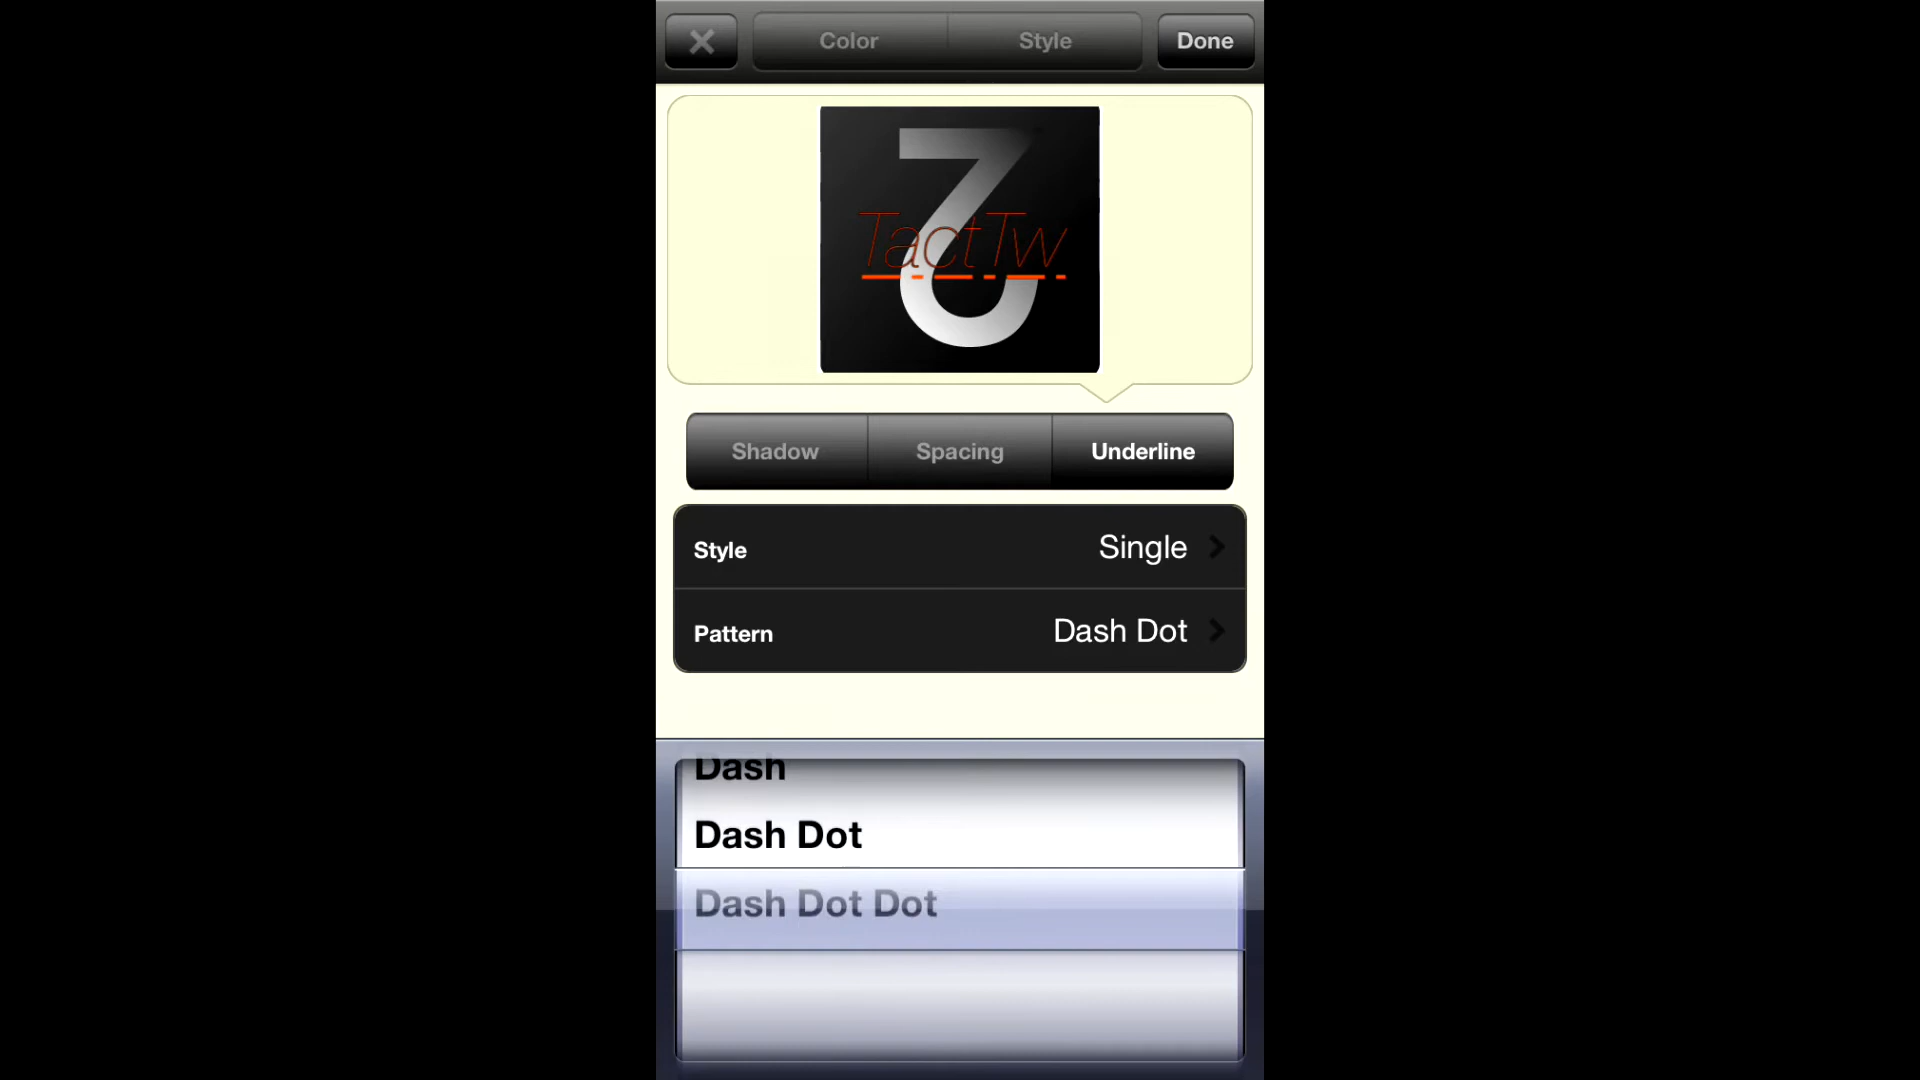 Color Style Done
TactTw
Shadow Spacing Underline
Style Single
Pattern Dash Dot
Dash
Dash Dot
Dash Dot Dot